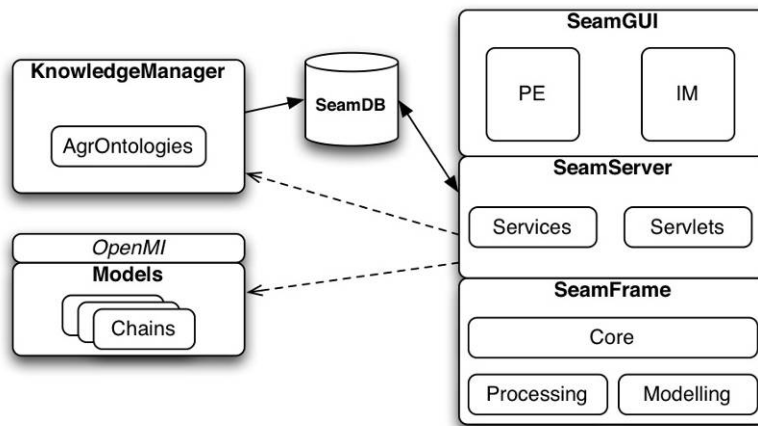 KnowledgeManager
AgrOntologies
SeamDB
SeamGUI
PE
IM
SeamServer
Services
Servlets
OpenMI
Models
Chains
SeamFrame
Core
Processing
Modelling